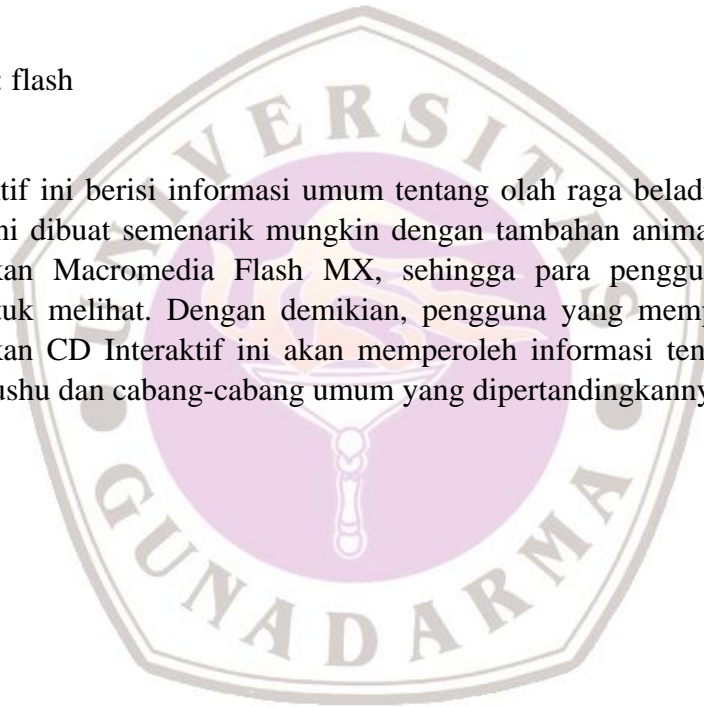 : flash
tif ini berisi informasi umum tentang olah raga belad
ni dibuat semenarik mungkin dengan tambahan anima
kan Macromedia Flash MX, sehingga para penggu
tuk melihat. Dengan demikian, pengguna yang memp
kan CD Interaktif ini akan memperoleh informasi ten
ushu dan cabang-cabang umum yang dipertandingkanny
UNIVERSITAS
GUNADARMA